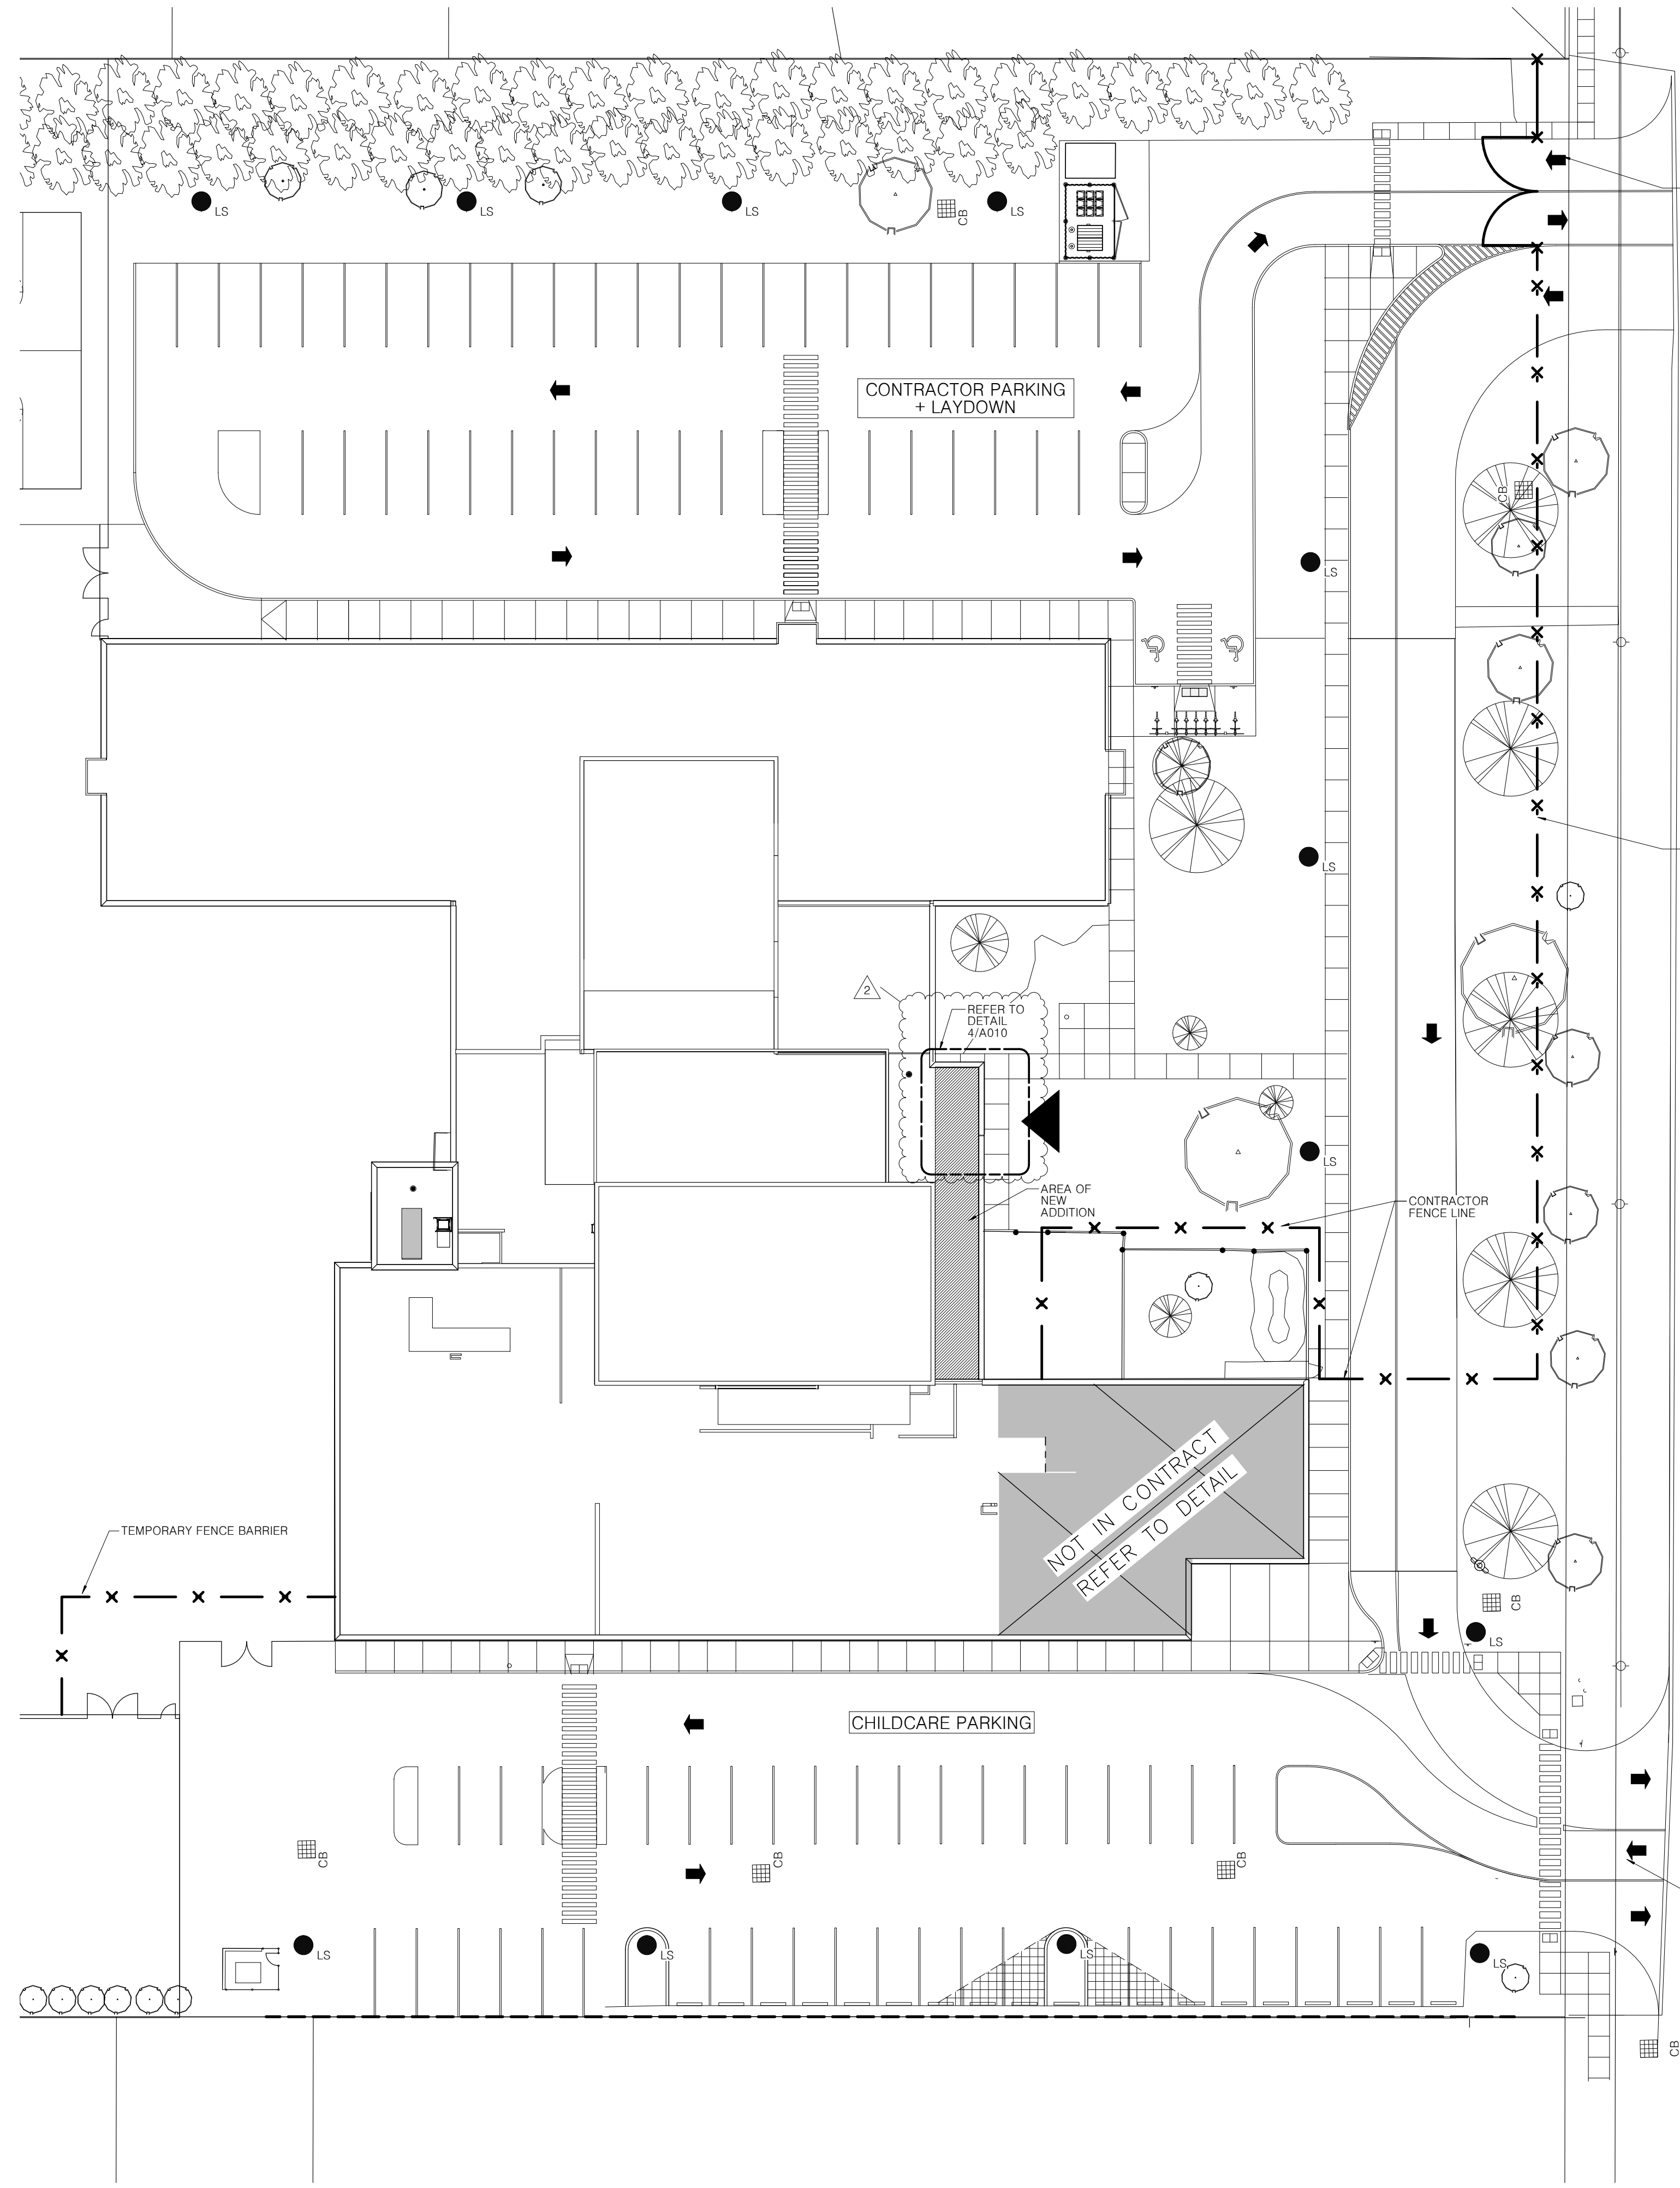 LS
LS
LS
CB
LS
CONTRACTOR PARKING
+ LAYDOWN
CB
LS
LS
2
REFER TO
DETAIL
4/A010
LS
AREA OF
NEW
ADDITION
CONTRACTOR
FENCE LINE
NOT IN CONTRACT
REFER TO DETAIL
TEMPORARY FENCE BARRIER
CB
LS
CHILDCARE PARKING
CB
CB
CB
LS
LS
LS
LS
CB